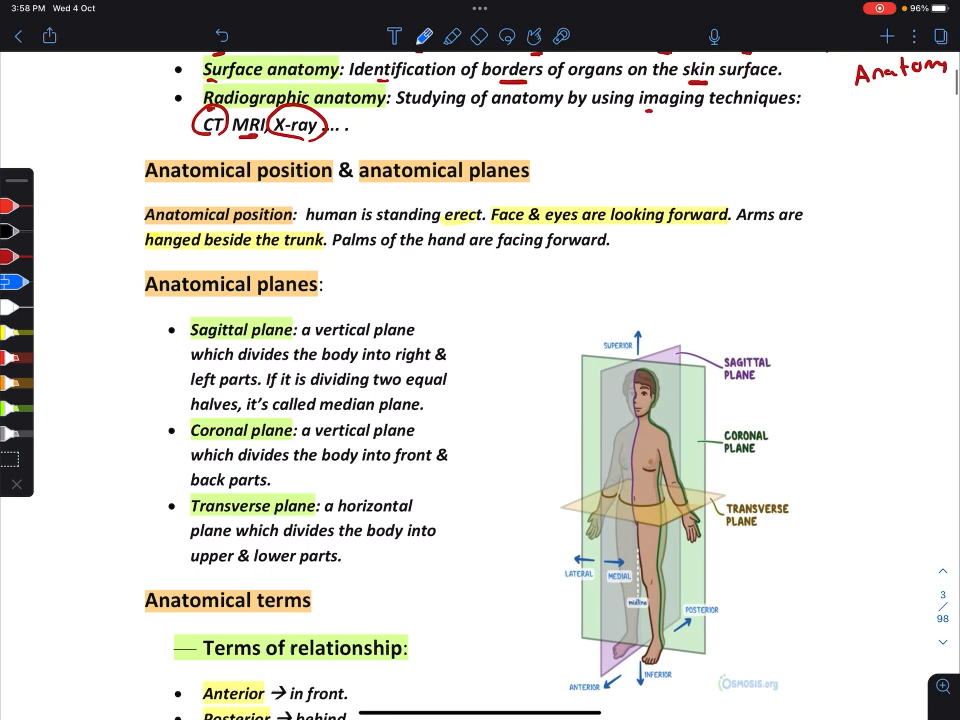 3:58 PM Wed 4 Oct
96%
Anatomy
• Surface anatomy: Identification of borders of organs on the skin surface.
• Radiographic anatomy: Studying of anatomy by using imaging techniques:
CT, MRI, X-ray …. .
Anatomical position & anatomical planes
Anatomical position: human is standing erect. Face & eyes are looking forward. Arms are
hanged beside the trunk. Palms of the hand are facing forward.
Anatomical planes:
• Sagittal plane: a vertical plane
which divides the body into right &
left parts. If it is dividing two equal
halves, it’s called median plane.
• Coronal plane: a vertical plane
which divides the body into front &
back parts.
• Transverse plane: a horizontal
plane which divides the body into
upper & lower parts.
SUPERIOR
SAGITTAL
PLANE
CORONAL
PLANE
TRANSVERSE
PLANE
LATERAL
MEDIAL
midline
POSTERIOR
INFERIOR
ANTERIOR
OSMOSIS.org
Anatomical terms
— Terms of relationship:
• Anterior → in front.
• Posterior → behind
3
/
98